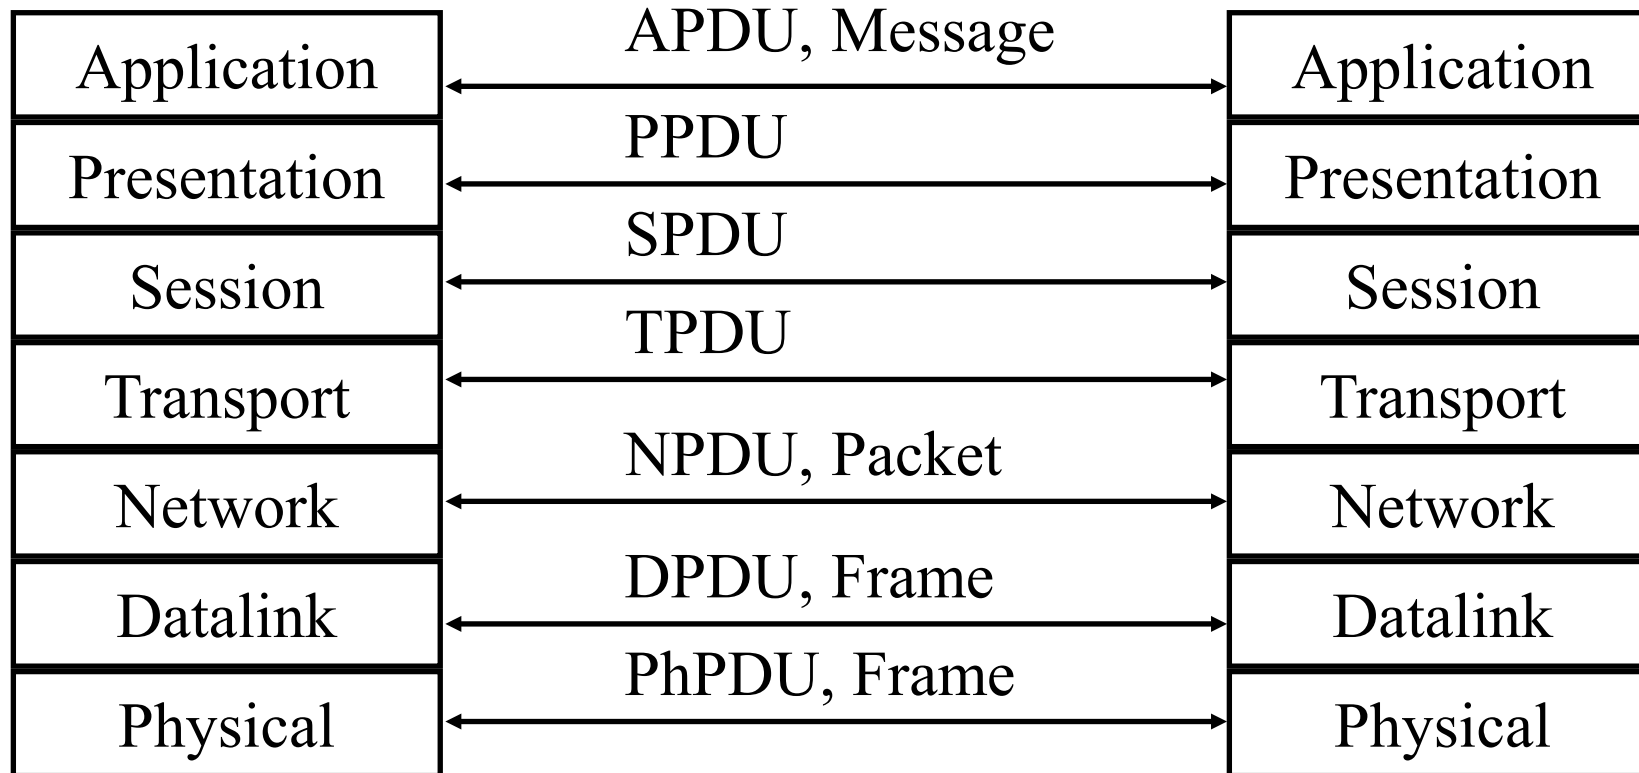 APDU, Message
Application
Application
PPDU
Presentation
Presentation
SPDU
Session
Session
TPDU
Transport
Transport
NPDU, Packet
Network
Network
DPDU, Frame
Datalink
Datalink
PhPDU, Frame
Physical
Physical